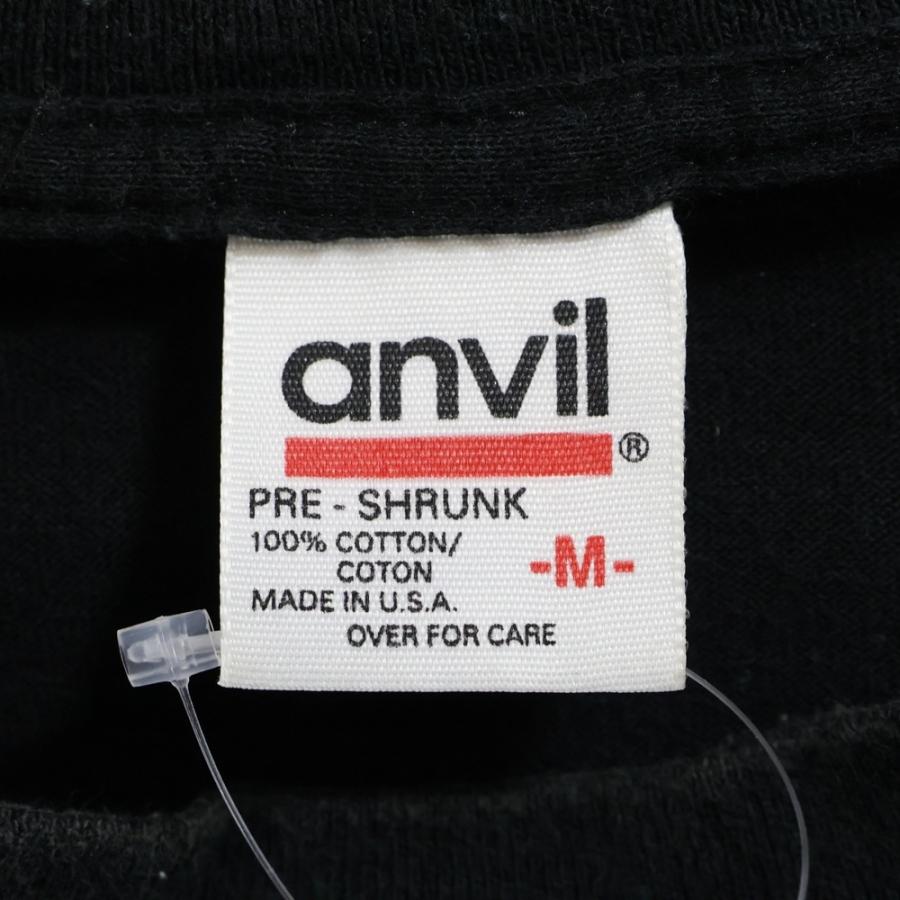 anvil
®
PRE - SHRUNK
100% COTTON/
COTON
-M-
MADE IN U.S.A.
OVER FOR CARE